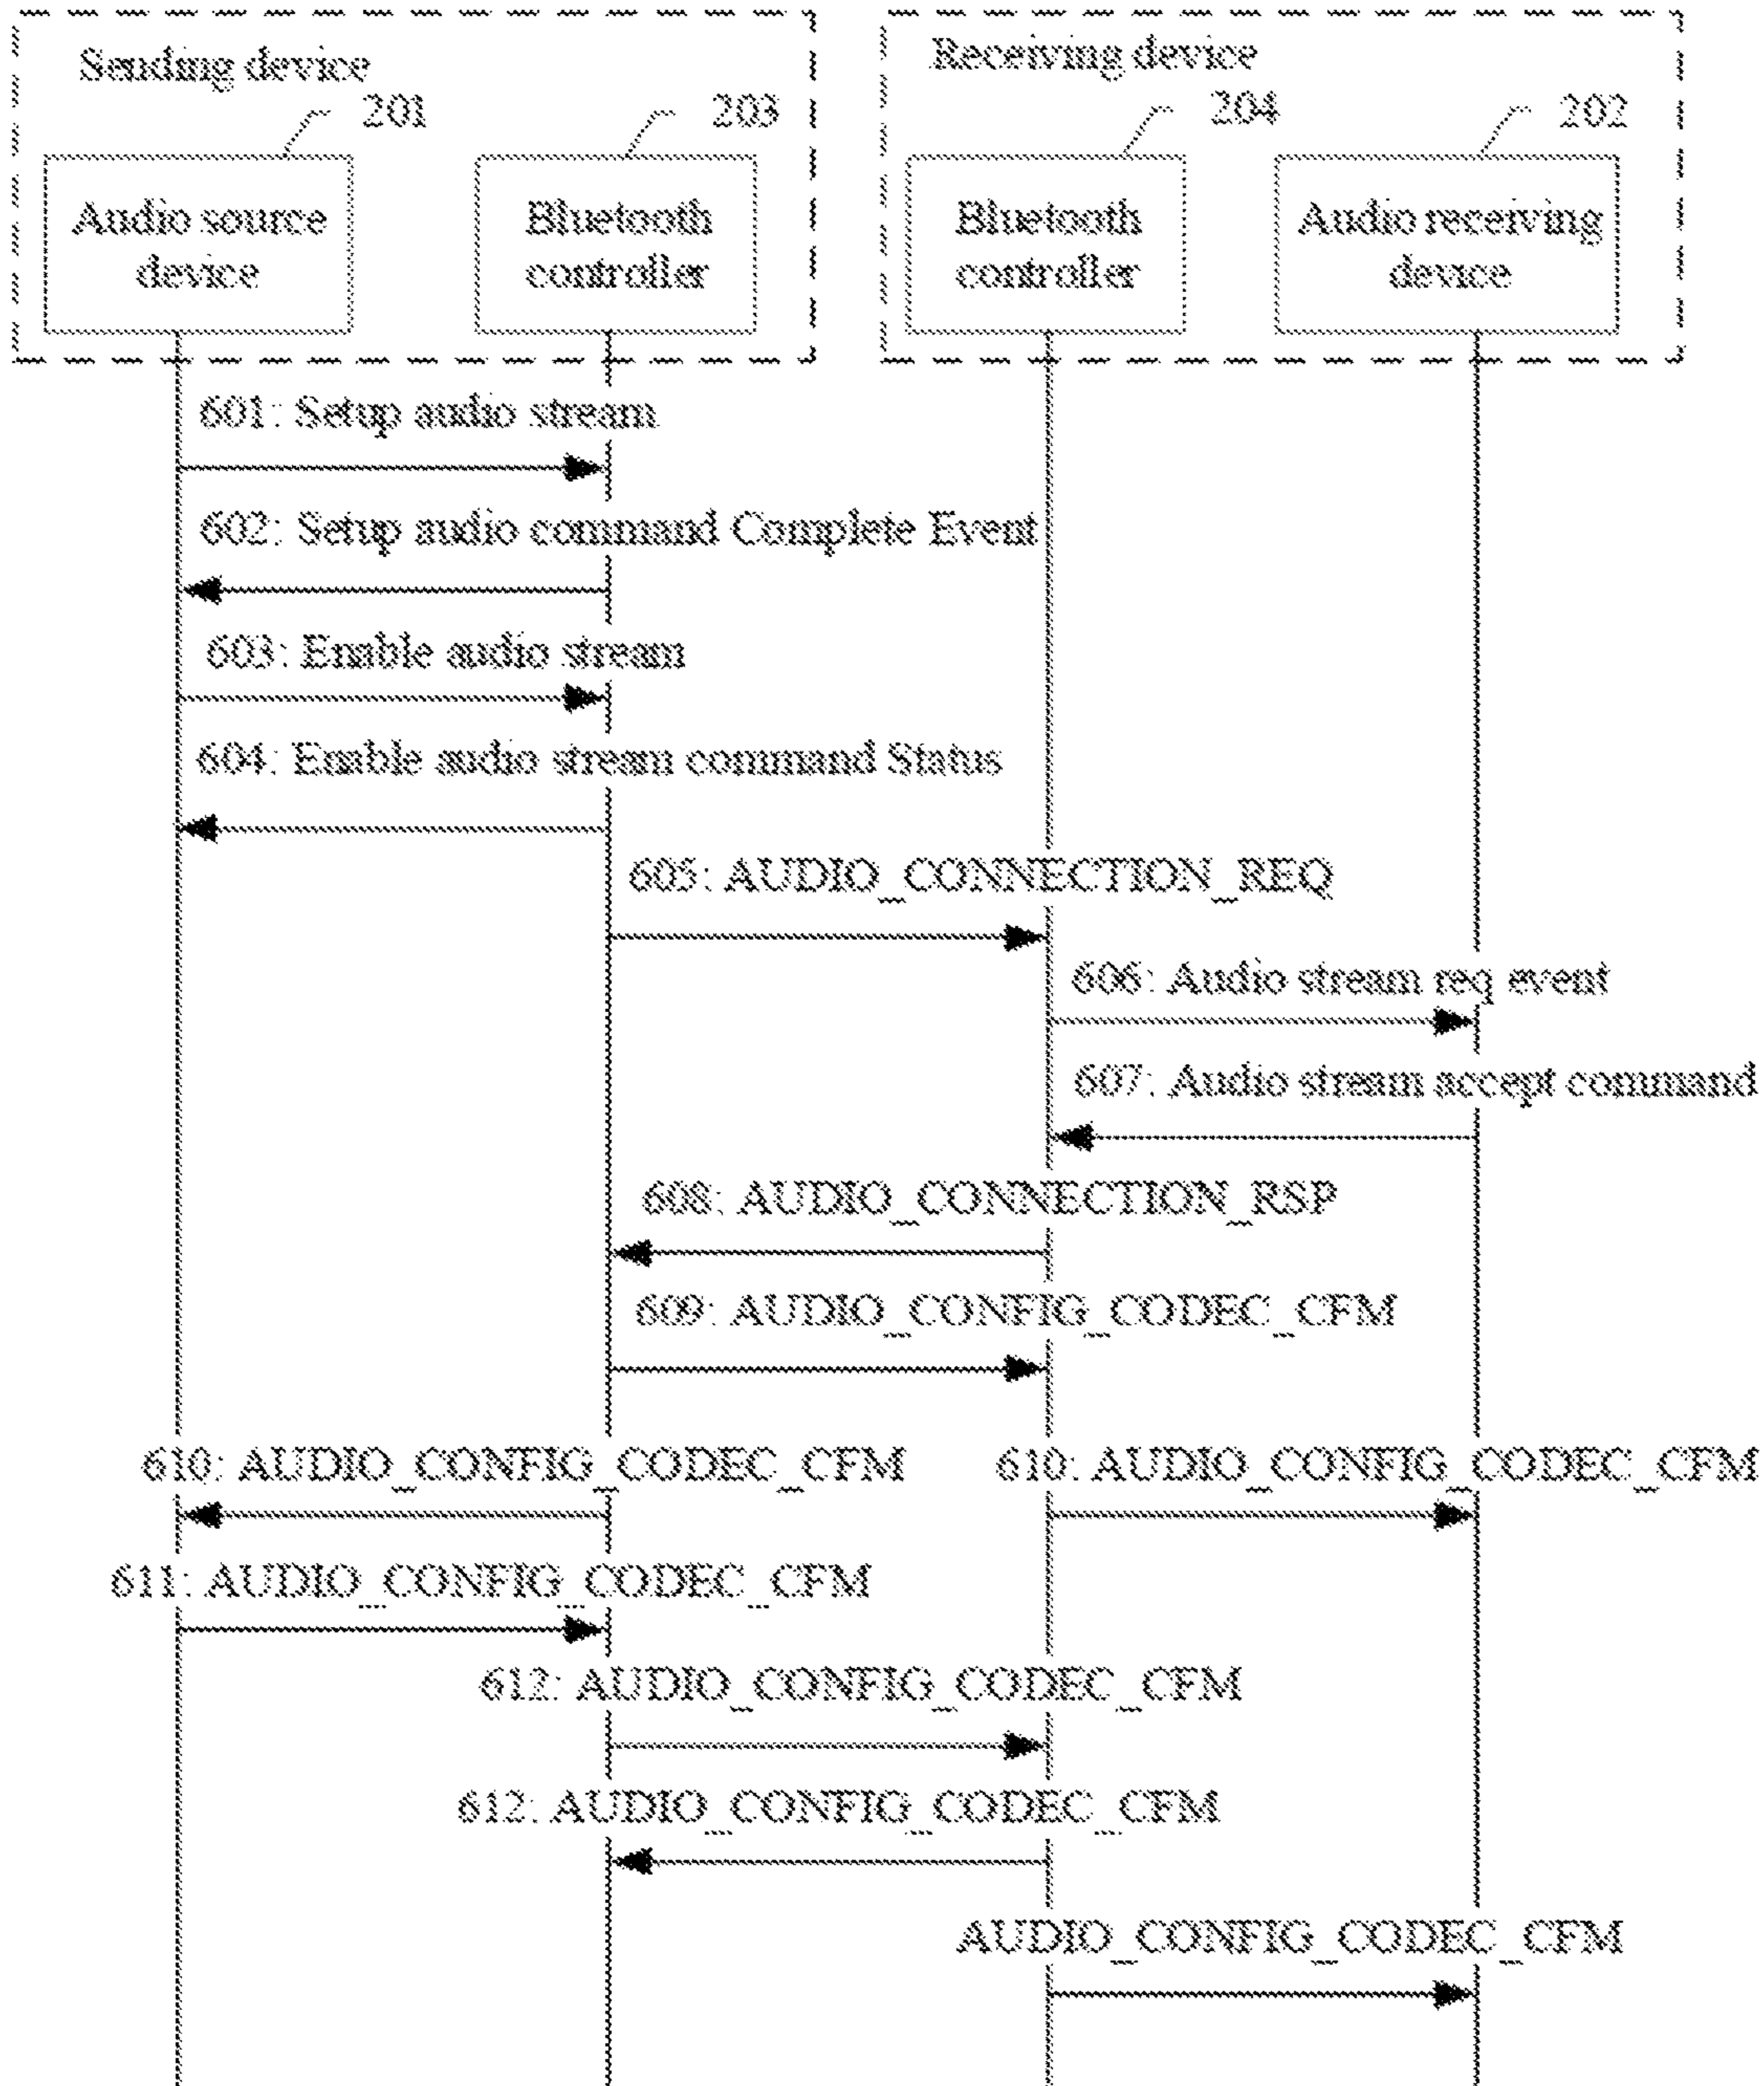 Sending device
Receiving device
201
203
204
202
Audio source
device
Bluetooth
controller
Bluetooth
controller
Audio receiving
device
601: Setup audio stream
602: Setup audio command Complete Event
603: Enable audio stream
604: Enable audio stream command Status
605: AUDIO_CONNECTION_REQ
606: Audio stream req event
607: Audio stream accept command
608: AUDIO_CONNECTION_RSP
609: AUDIO_CONFIG_CODEC_CFM
610: AUDIO_CONFIG_CODEC_CFM
610: AUDIO_CONFIG_CODEC_CFM
611: AUDIO_CONFIG_CODEC_CFM
612: AUDIO_CONFIG_CODEC_CFM
612: AUDIO_CONFIG_CODEC_CFM
AUDIO_CONFIG_CODEC_CFM